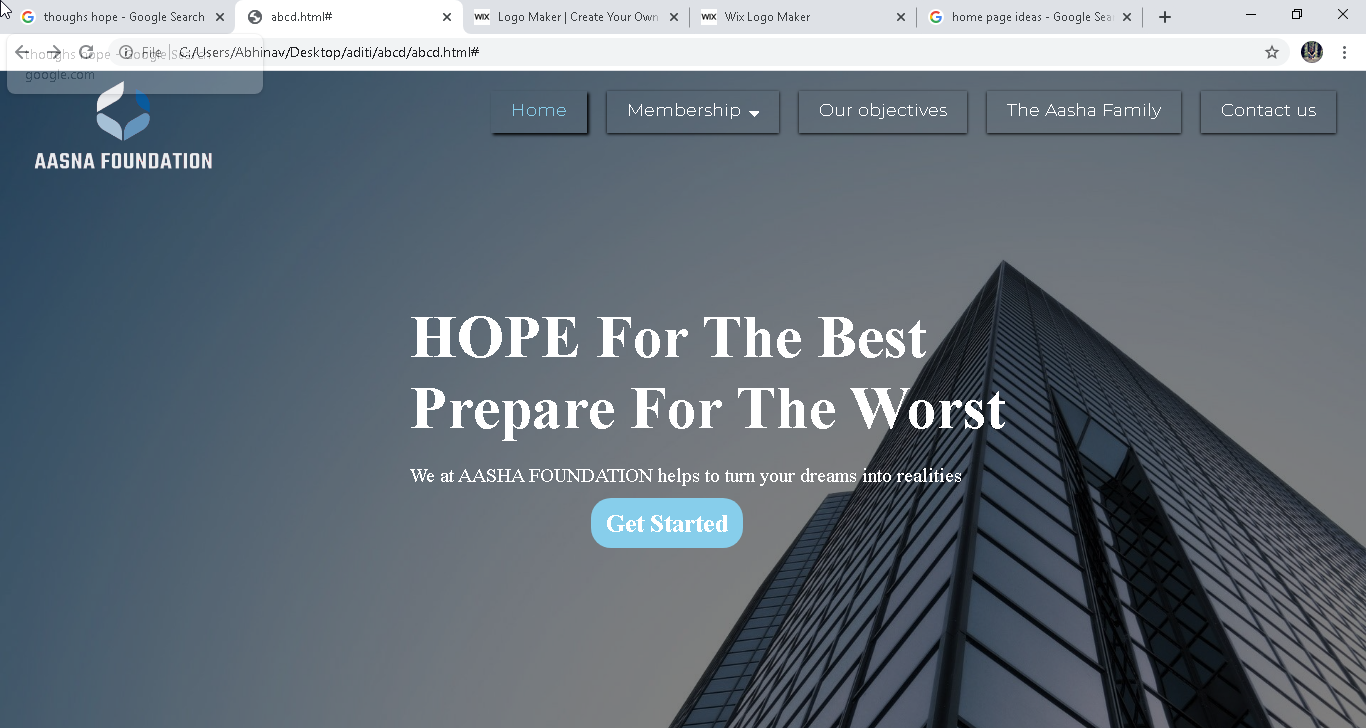 thoughs hope - Google Search
abcd.html#
Logo Maker | Create Your Own
Wix Logo Maker
home page ideas - Google Sea
WIX
WIX
File
C:/Users/Abhinav/Desktop/aditi/abcd/abcd.html#
thoughs hope - Google Search
google.com
AASNA FOUNDATION
Home
Membership
Our objectives
The Aasha Family
Contact us
HOPE For The Best
Prepare For The Worst
We at AASHA FOUNDATION helps to turn your dreams into realities
Get Started